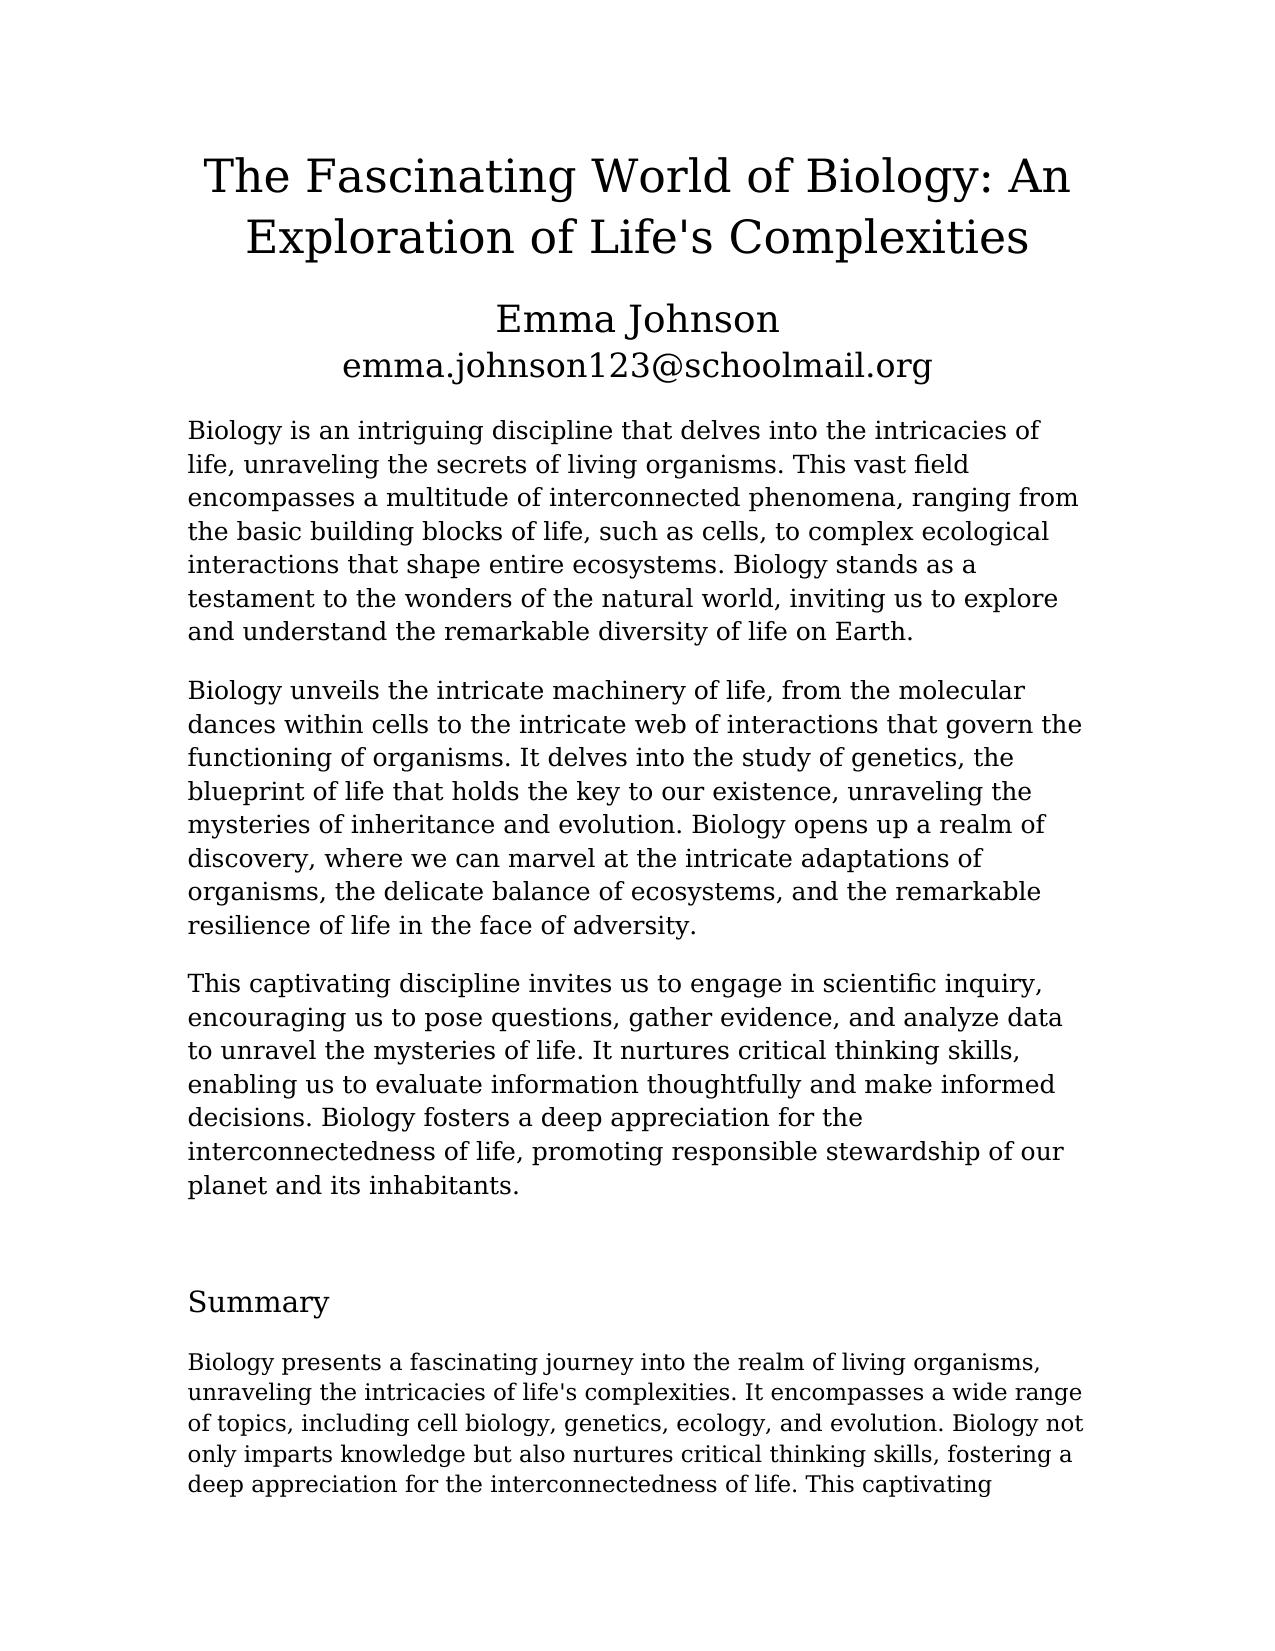 The Fascinating World of Biology: An
Exploration of Life's Complexities
Emma Johnson
emma.johnson123@schoolmail.org
Biology is an intriguing discipline that delves into the intricacies of
life, unraveling the secrets of living organisms. This vast field
encompasses a multitude of interconnected phenomena, ranging from
the basic building blocks of life, such as cells, to complex ecological
interactions that shape entire ecosystems. Biology stands as a
testament to the wonders of the natural world, inviting us to explore
and understand the remarkable diversity of life on Earth.
Biology unveils the intricate machinery of life, from the molecular
dances within cells to the intricate web of interactions that govern the
functioning of organisms. It delves into the study of genetics, the
blueprint of life that holds the key to our existence, unraveling the
mysteries of inheritance and evolution. Biology opens up a realm of
discovery, where we can marvel at the intricate adaptations of
organisms, the delicate balance of ecosystems, and the remarkable
resilience of life in the face of adversity.
This captivating discipline invites us to engage in scientific inquiry,
encouraging us to pose questions, gather evidence, and analyze data
to unravel the mysteries of life. It nurtures critical thinking skills,
enabling us to evaluate information thoughtfully and make informed
decisions. Biology fosters a deep appreciation for the
interconnectedness of life, promoting responsible stewardship of our
planet and its inhabitants.
Summary
Biology presents a fascinating journey into the realm of living organisms,
unraveling the intricacies of life's complexities. It encompasses a wide range
of topics, including cell biology, genetics, ecology, and evolution. Biology not
only imparts knowledge but also nurtures critical thinking skills, fostering a
deep appreciation for the interconnectedness of life. This captivating